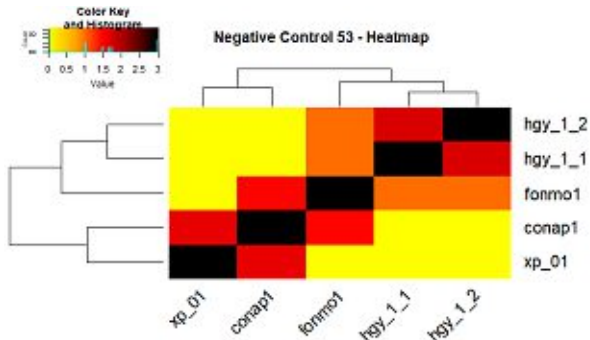 Color Key
and Histogram
Negative Control 53 - Heatmap
0 0.5 1 1.5 2 2.5 3
Value
hgy_1_2
hgy_1_1
fonmo1
conap1
xp_01
xp_01 conap1 fonmo1 hgy_1_1 hgy_1_2